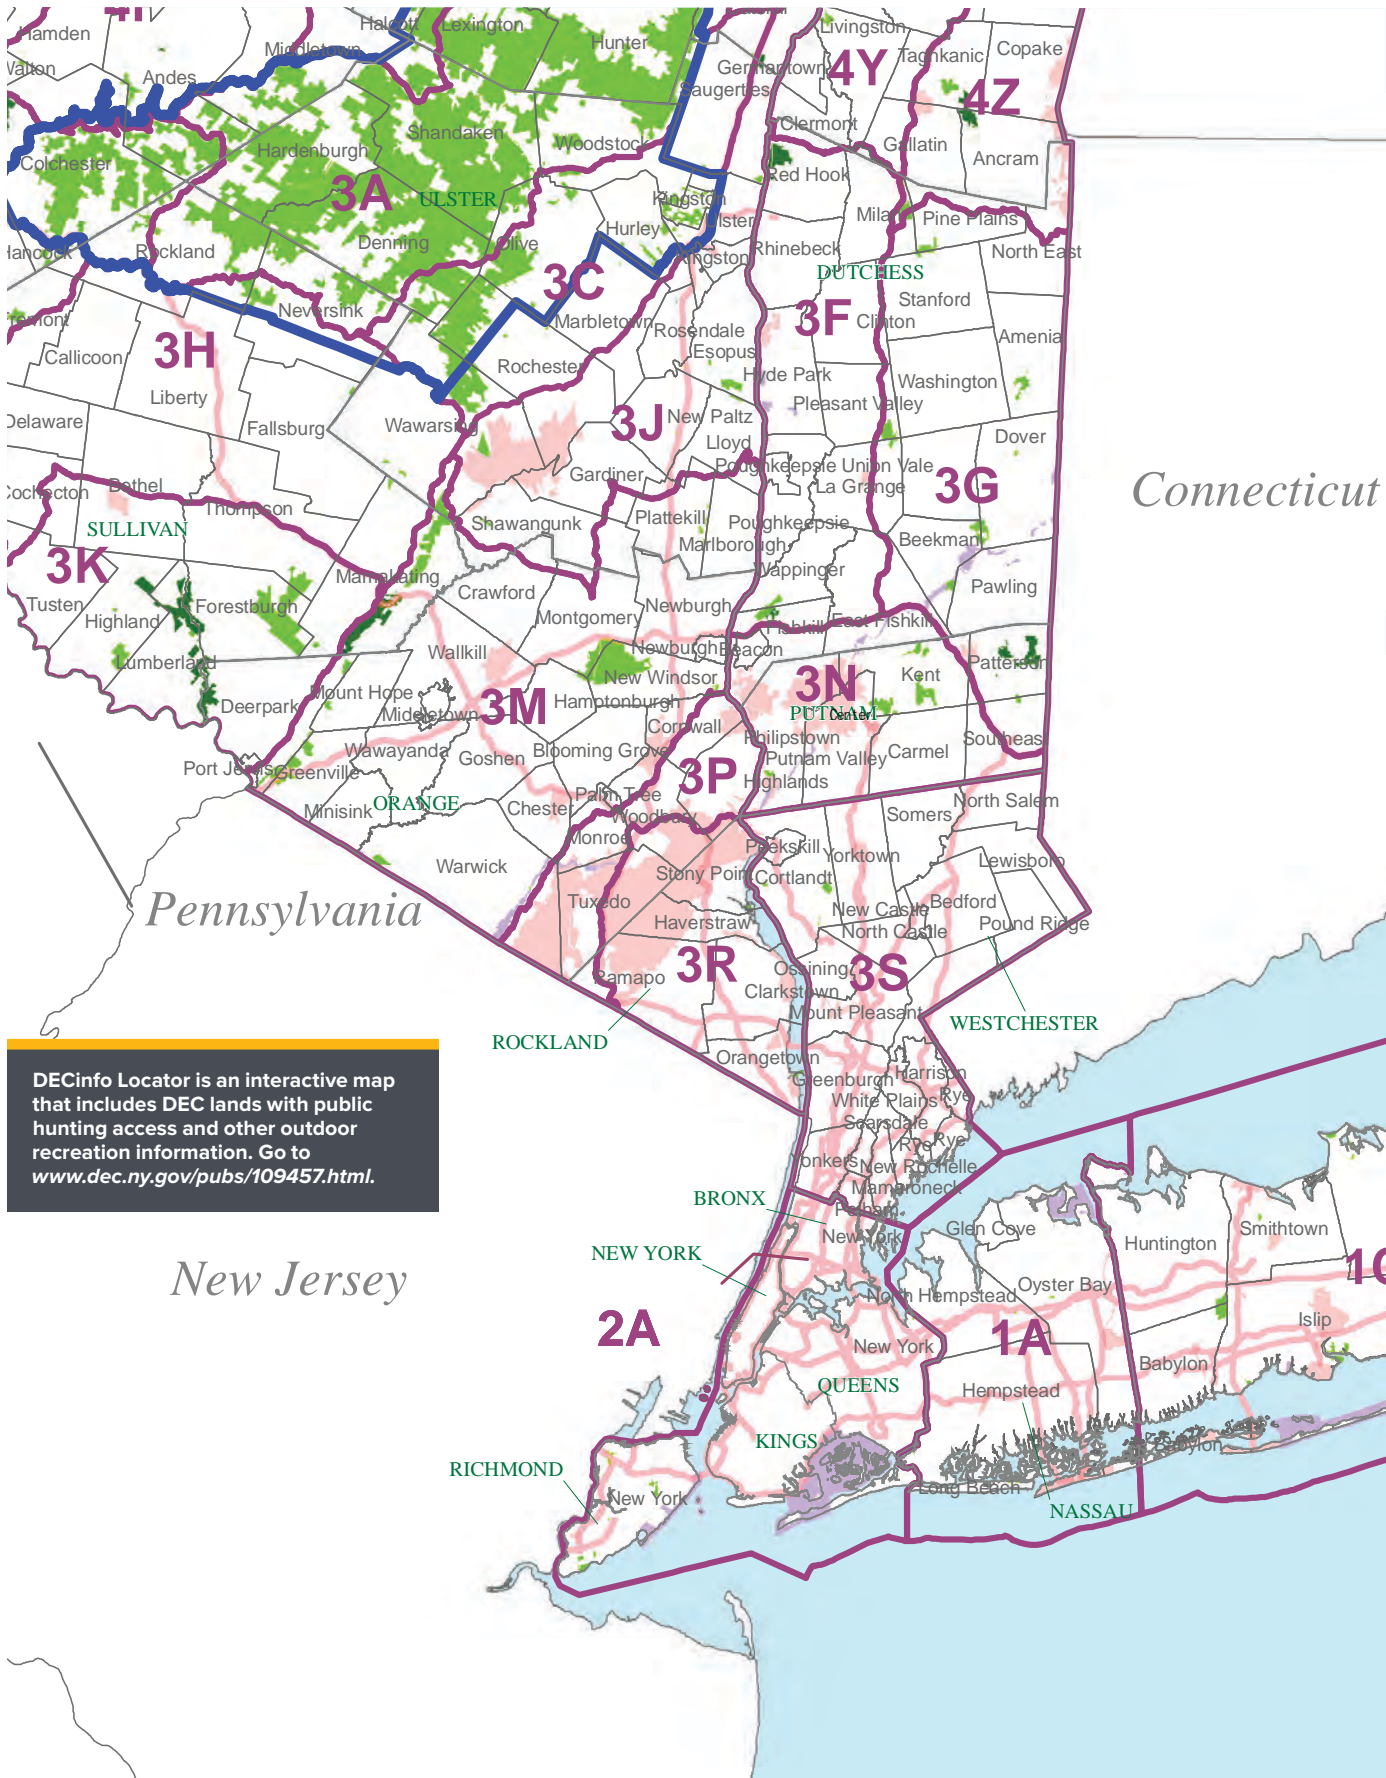 Hamden
Halcott
Lexington
Hunter
Livingston
Taghkanic
Copake
Walton
Andes
Middletown
Germantown
4Y
4Z
Saugerties
Clermont
Colchester
Hardenburgh
Shandaken
Woodstock
Gallatin
Ancram
3A
ULSTER
Red Hook
Kingston
Ulster
Milan
Pine Plains
Hancock
Rockland
Denning
Olive
Hurley
Kingston
Rhinebeck
North East
DUTCHESS
3C
Neversink
Marbletown
Stanford
3F
Clinton
Fremont
Callicoon
3H
Rosendale
Esopus
Amenia
Rochester
Hyde Park
Liberty
Washington
Pleasant Valley
Delaware
Fallsburg
Wawarsing
3J
New Paltz
Lloyd
Dover
Gardiner
Poughkeepsie
Union Vale
La Grange
3G
Connecticut
Cochecton
Bethel
Thompson
SULLIVAN
Shawangunk
Plattekill
Poughkeepsie
Marlborough
Beekman
3K
Mamakating
Wappinger
Pawling
Tusten
Highland
Forestburgh
Crawford
Montgomery
Newburgh
Fishkill
East Fishkill
Lumberland
Wallkill
Newburgh
Beacon
Patterson
Kent
New Windsor
3N
Deerpark
Mount Hope
Middletown
3M
Hamptonburgh
PUTNAM
Cornwall
Philipstown
Wawayanda
Goshen
Blooming Grove
Putnam Valley
Carmel
Southeast
Port Jervis
Greenville
3P
Highlands
Minisink
ORANGE
Chester
Palm Tree
Woodbury
North Salem
Somers
Monroe
Peekskill
Yorktown
Lewisboro
Warwick
Stony Point
Cortlandt
Pennsylvania
Tuxedo
Haverstraw
New Castle
Bedford
North Castle
Pound Ridge
3R
Ramapo
Ossining
3S
Clarkstown
Mount Pleasant
WESTCHESTER
ROCKLAND
Orangetown
Greenburgh
Harrison
White Plains
Rye
Scarsdale
Rye
Rye
New Rochelle
Mamaroneck
Pelham
DECinfo Locator is an interactive map
that includes DEC lands with public
hunting access and other outdoor
recreation information. Go to
www.dec.ny.gov/pubs/109457.html.
BRONX
New York
Glen Cove
Huntington
Smithtown
NEW YORK
New Jersey
North Hempstead
Oyster Bay
2A
New York
1A
Islip
Babylon
QUEENS
Hempstead
KINGS
Babylon
RICHMOND
New York
Long Beach
NASSAU